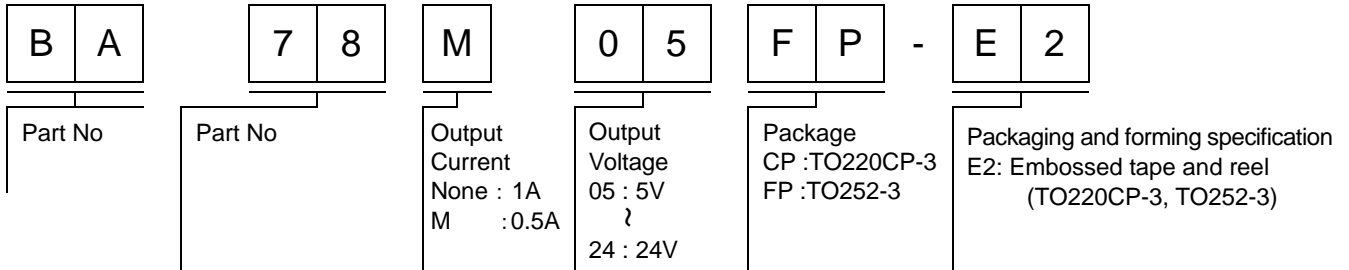 B A 7 8 M 0 5 F P - E 2
Part No
Part No
Output
Current
None : 1A
M : 0.5A
Output
Voltage
05 : 5V
~
24 : 24V
Package
CP :TO220CP-3
FP :TO252-3
Packaging and forming specification
E2: Embossed tape and reel
(TO220CP-3, TO252-3)